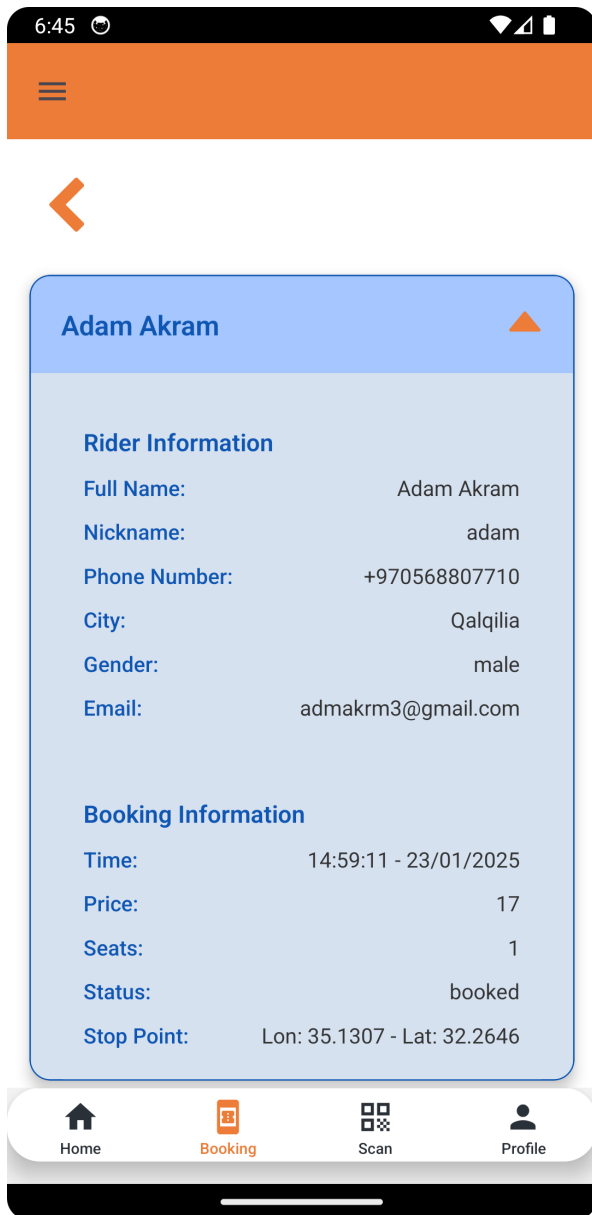 6:45
Adam Akram
Rider Information
Full Name: Adam Akram
Nickname: adam
Phone Number: +970568807710
City: Qalqilia
Gender: male
Email: admakrm3@gmail.com
Booking Information
Time: 14:59:11 - 23/01/2025
Price: 17
Seats: 1
Status: booked
Stop Point: Lon: 35.1307 - Lat: 32.2646
Home Booking Scan Profile